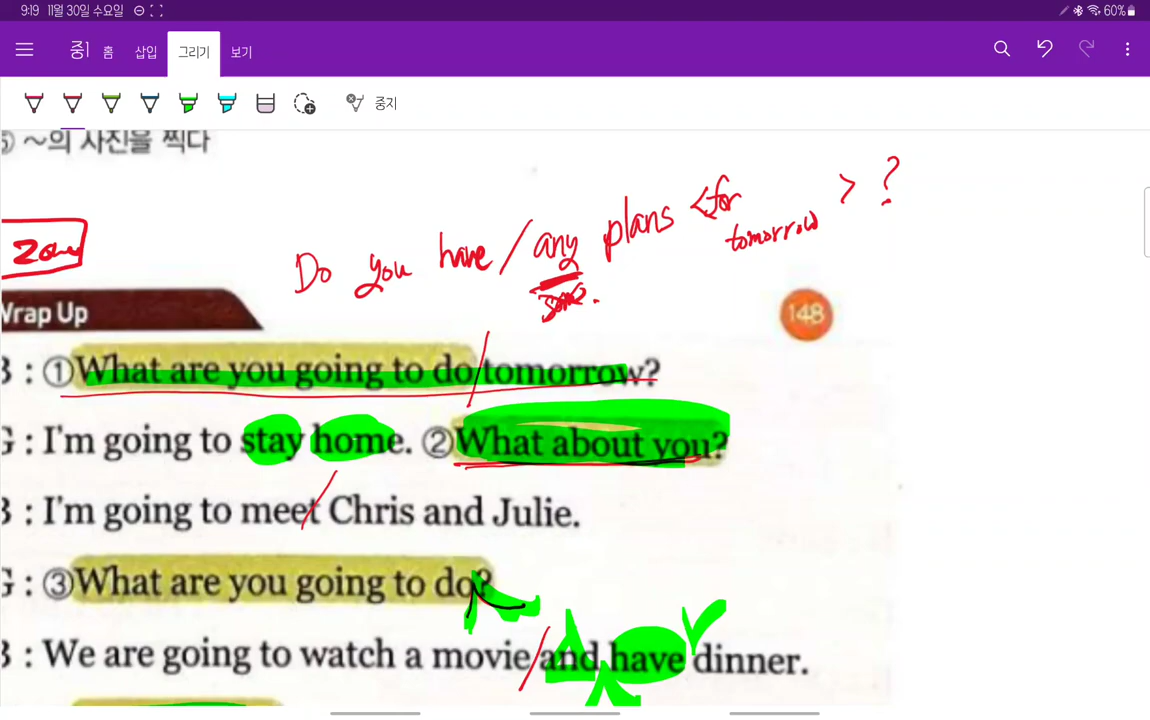 9:19 11월 30일 수요일
60%
중1 홈 삽입 그리기 보기
중지
⑤ ~의 사진을 찍다
Do you have / any plans <for tomorrow> ?
some.
Zone
Wrap Up
148
B : ①What are you going to do/tomorrow?
G : I'm going to stay home. ②What about you?
B : I'm going to meet/Chris and Julie.
G : ③What are you going to do?
B : We are going to watch a movie/and have dinner.